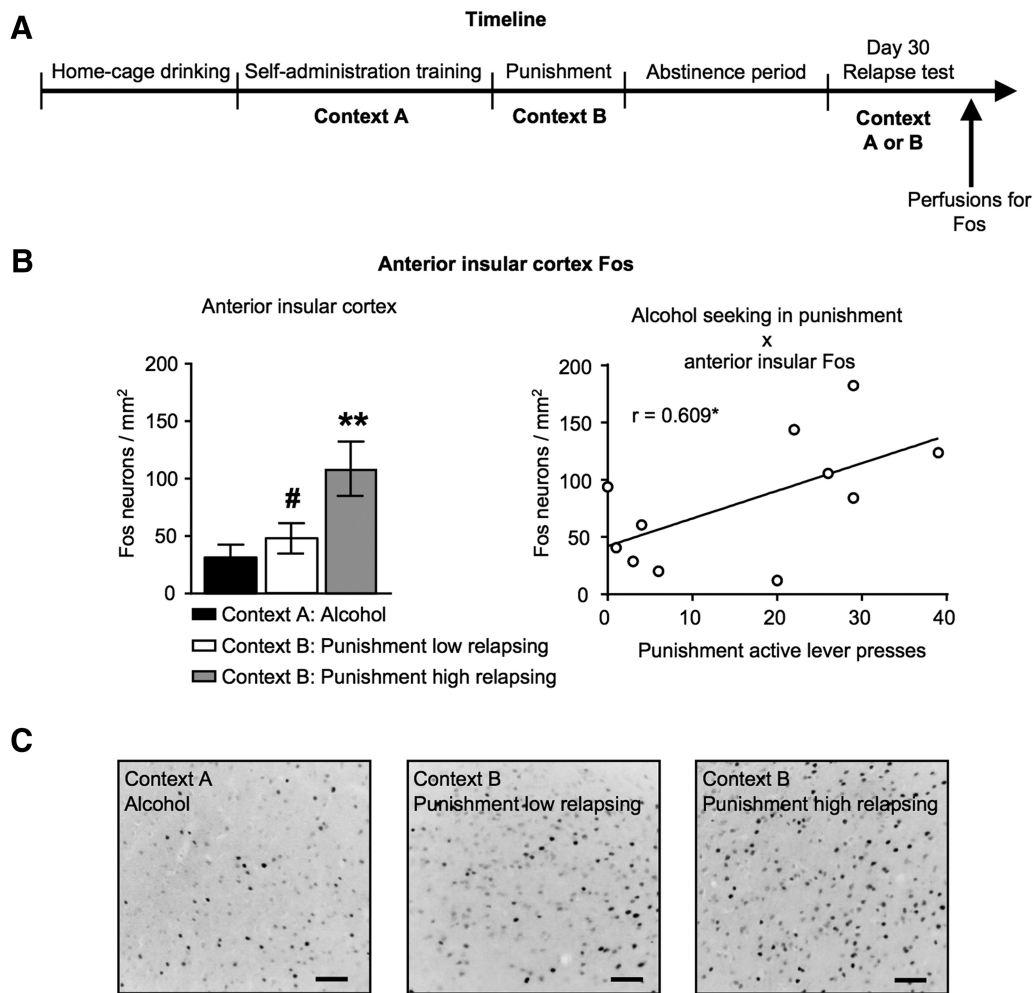 A
Timeline
Home-cage drinking
Self-administration training
Punishment
Abstinence period
Day 30
Relapse test
Context A
Context B
Context
A or B
Perfusions for
Fos
B
Anterior insular cortex Fos
Anterior insular cortex
Fos neurons / mm²
200
150
100
50
0
#
**
Context A: Alcohol
Context B: Punishment low relapsing
Context B: Punishment high relapsing
Alcohol seeking in punishment
x
anterior insular Fos
Fos neurons / mm²
200
150
100
50
0
r = 0.609*
0
10
20
30
40
Punishment active lever presses
C
Context A
Alcohol
Context B
Punishment low relapsing
Context B
Punishment high relapsing